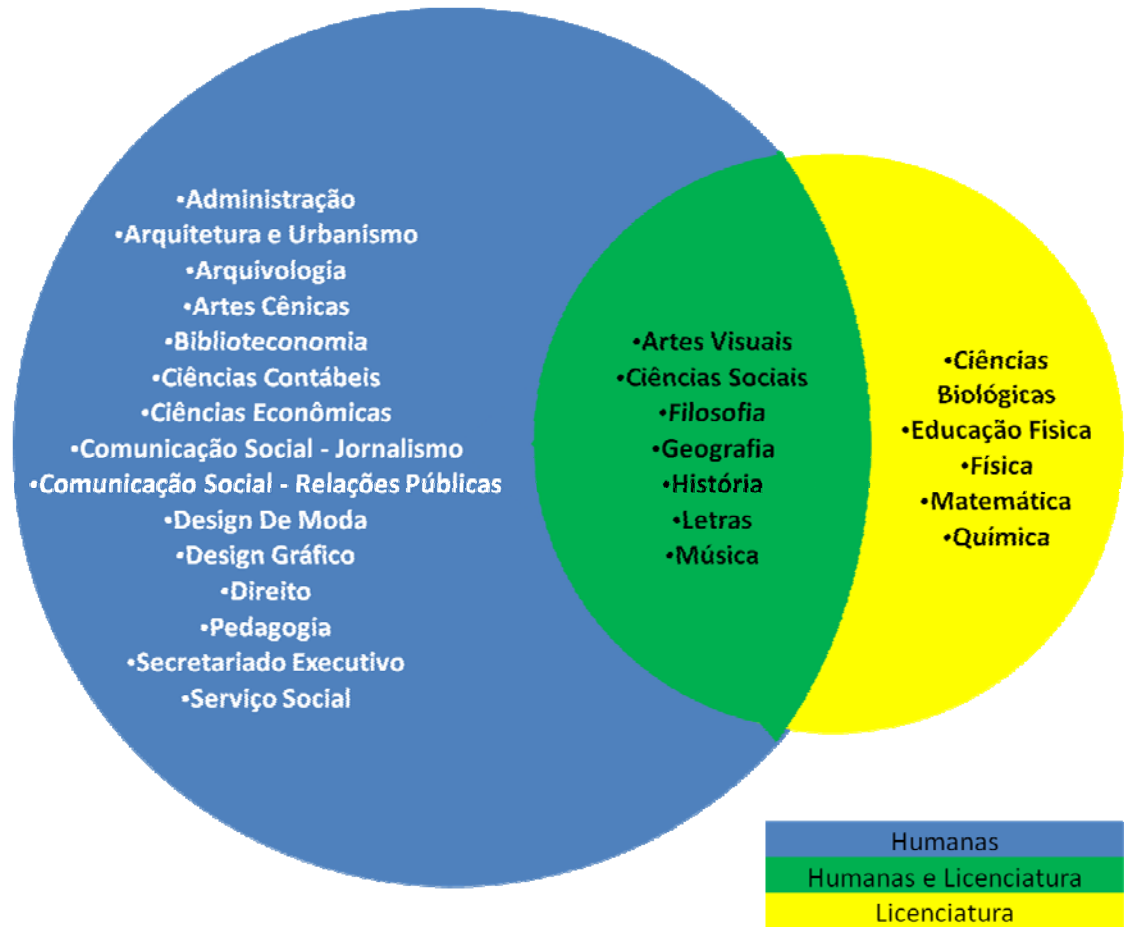 •Administração
•Arquitetura e Urbanismo
•Arquivologia
•Artes Cênicas
•Biblioteconomia
•Ciências Contábeis
•Ciências Econômicas
•Comunicação Social - Jornalismo
•Comunicação Social - Relações Públicas
•Design De Moda
•Design Gráfico
•Direito
•Pedagogia
•Secretariado Executivo
•Serviço Social
•Artes Visuais
•Ciências Sociais
•Filosofia
•Geografia
•História
•Letras
•Música
•Ciências
Biológicas
•Educação Física
•Física
•Matemática
•Química
Humanas
Humanas e Licenciatura
Licenciatura